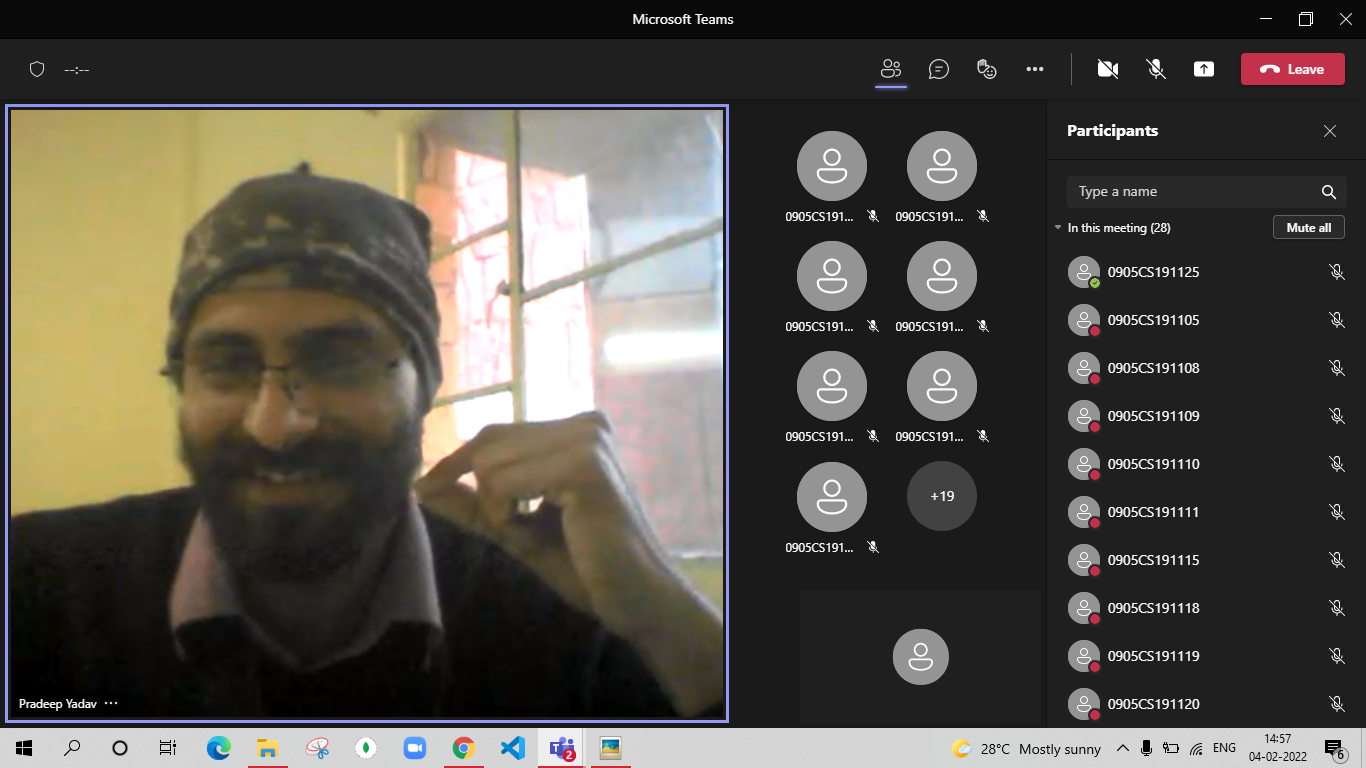 Microsoft Teams
--:--
Leave
Pradeep Yadav
0905CS191...
0905CS191...
0905CS191...
0905CS191...
0905CS191...
0905CS191...
0905CS191...
+19
Participants
Type a name
In this meeting (28)
Mute all
0905CS191125
0905CS191105
0905CS191108
0905CS191109
0905CS191110
0905CS191111
0905CS191115
0905CS191118
0905CS191119
0905CS191120
2
28°C Mostly sunny
ENG
14:57
04-02-2022
6